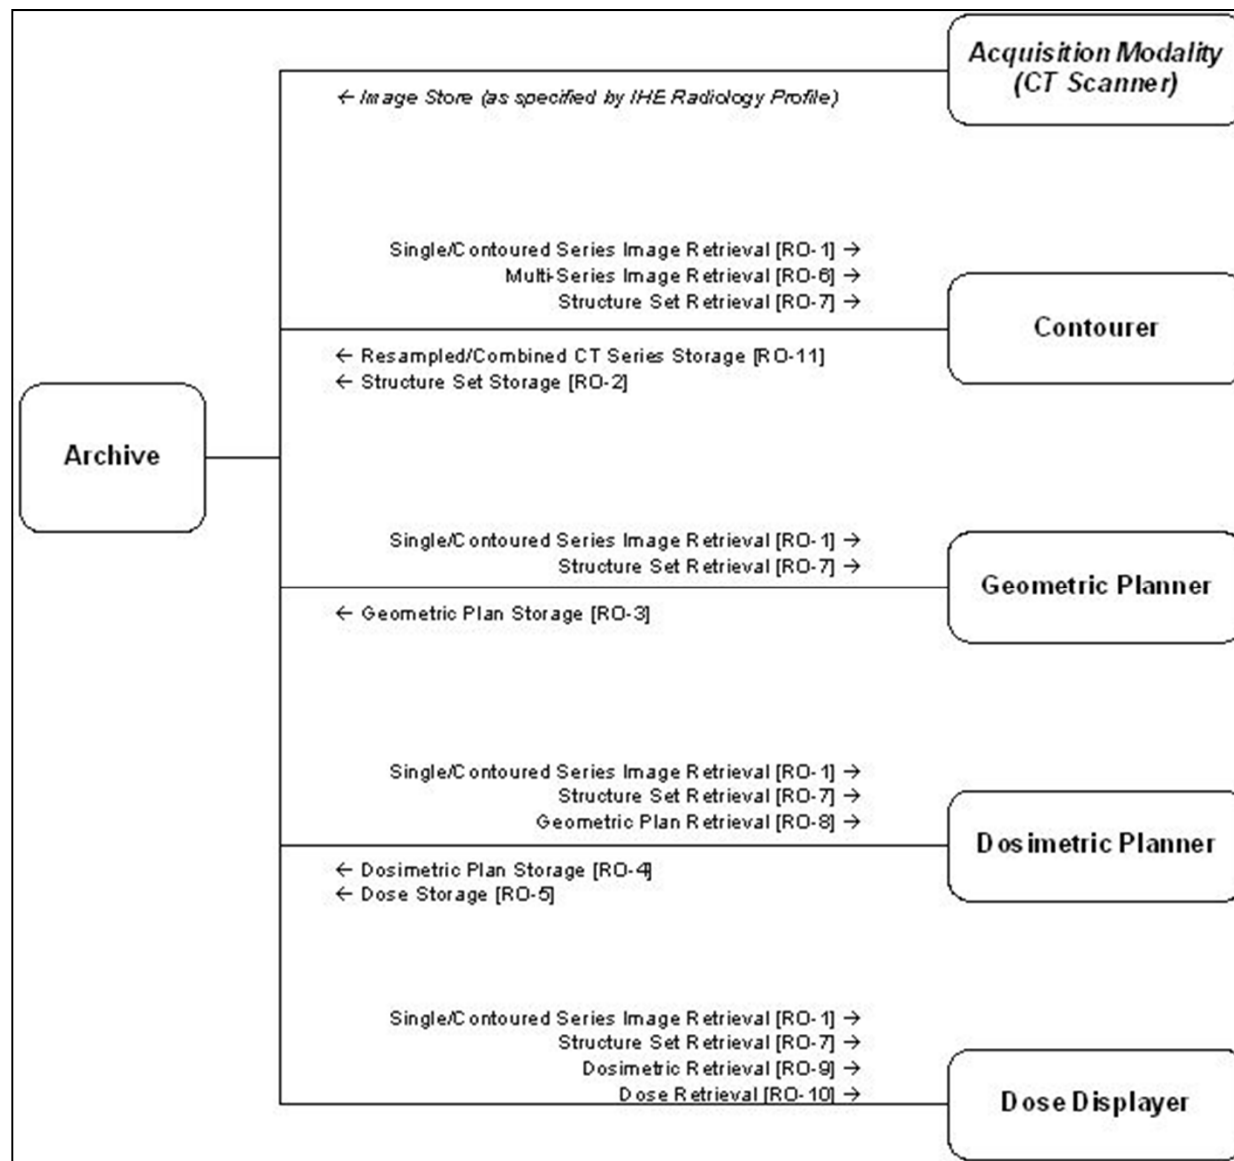 Acquisition Modality
(CT Scanner)
← Image Store (as specified by IHE Radiology Profile)
Single/Contoured Series Image Retrieval [RO-1] →
Multi-Series Image Retrieval [RO-6] →
Structure Set Retrieval [RO-7] →
Contourer
← Resampled/Combined CT Series Storage [RO-11]
← Structure Set Storage [RO-2]
Archive
Single/Contoured Series Image Retrieval [RO-1] →
Structure Set Retrieval [RO-7] →
Geometric Planner
← Geometric Plan Storage [RO-3]
Single/Contoured Series Image Retrieval [RO-1] →
Structure Set Retrieval [RO-7] →
Geometric Plan Retrieval [RO-8] →
Dosimetric Planner
← Dosimetric Plan Storage [RO-4]
← Dose Storage [RO-5]
Single/Contoured Series Image Retrieval [RO-1] →
Structure Set Retrieval [RO-7] →
Dosimetric Retrieval [RO-9] →
Dose Retrieval [RO-10] →
Dose Displayer